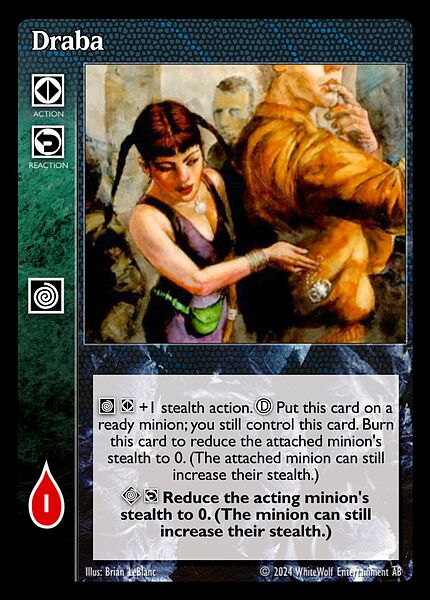 Draba
ACTION
REACTION
+1 stealth action. Ⓓ Put this card on a
ready minion; you still control this card. Burn
this card to reduce the attached minion's
stealth to 0. (The attached minion can still
increase their stealth.)
Reduce the acting minion's
stealth to 0. (The minion can still
increase their stealth.)
1
Illus: Brian LeBlanc © 2024 WhiteWolf Entertainment AB